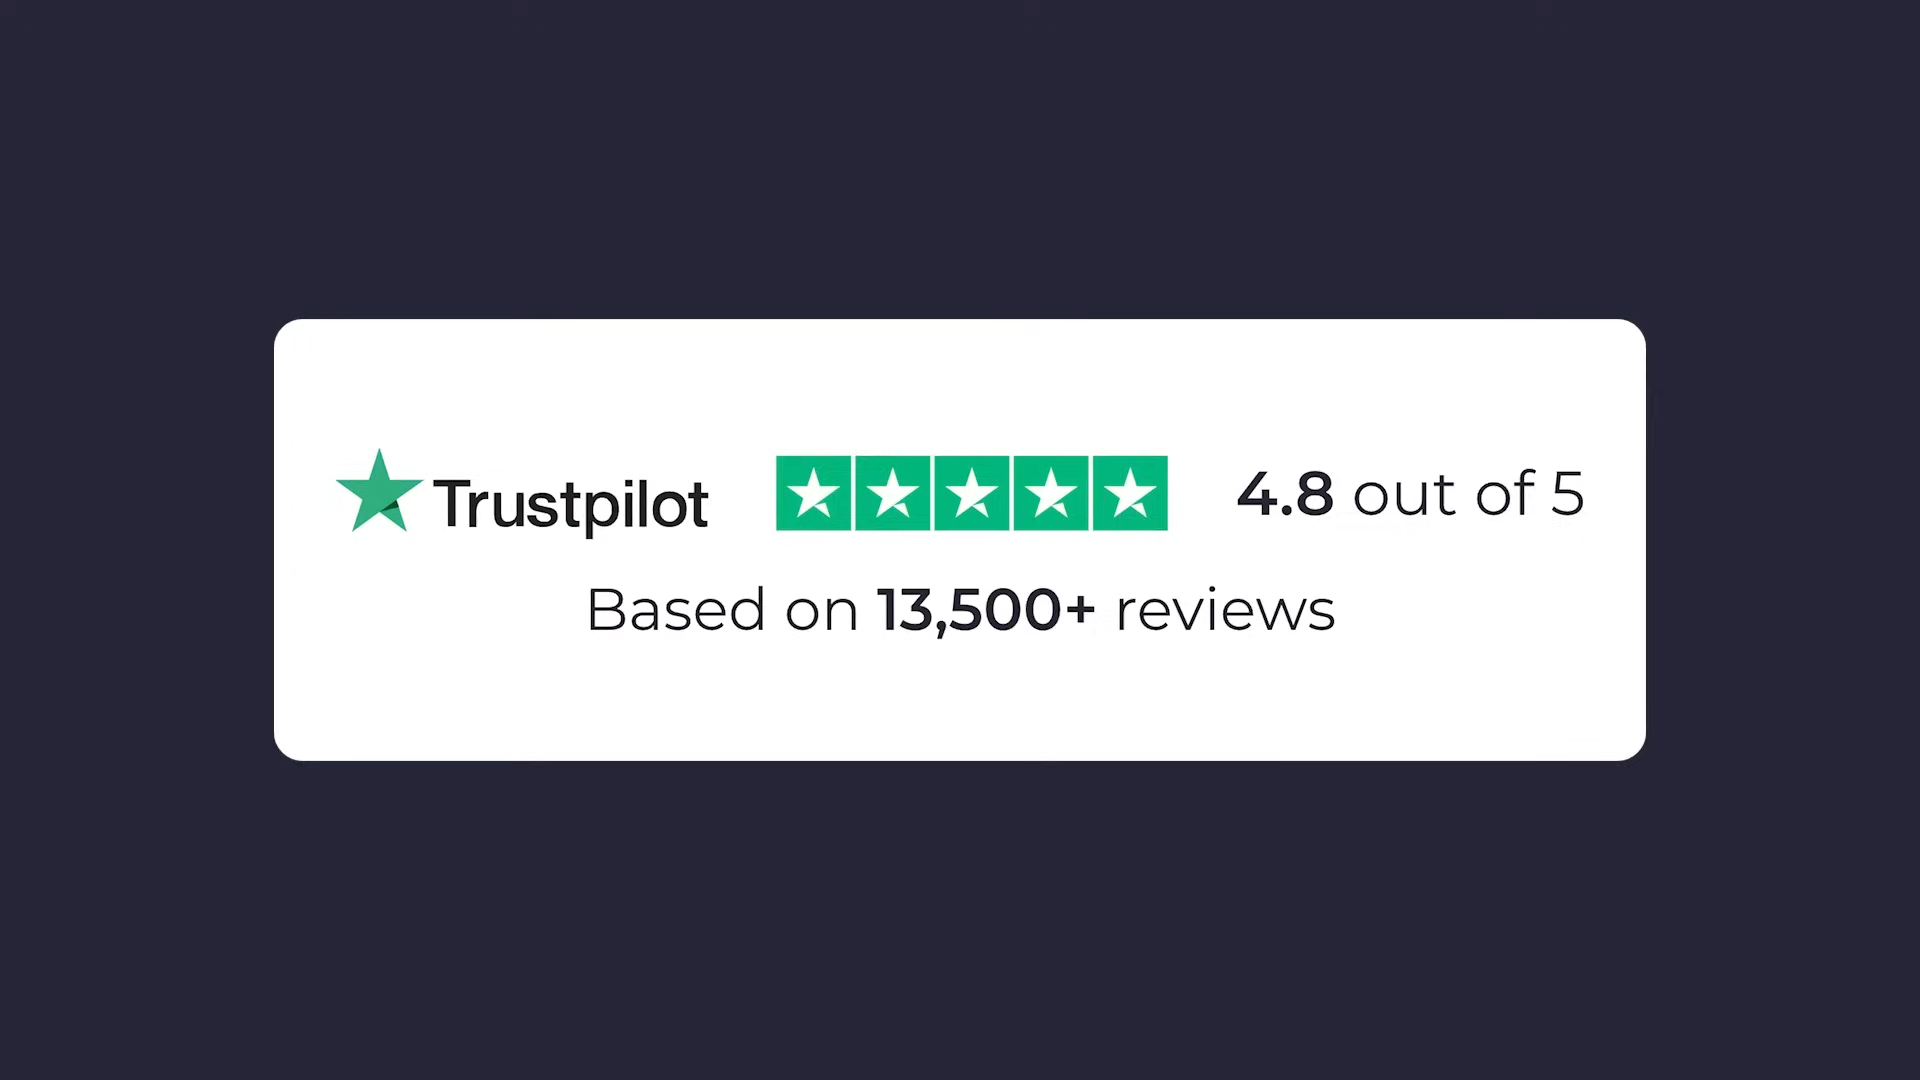 Trustpilot 4.8 out of 5
Based on 13,500+ reviews